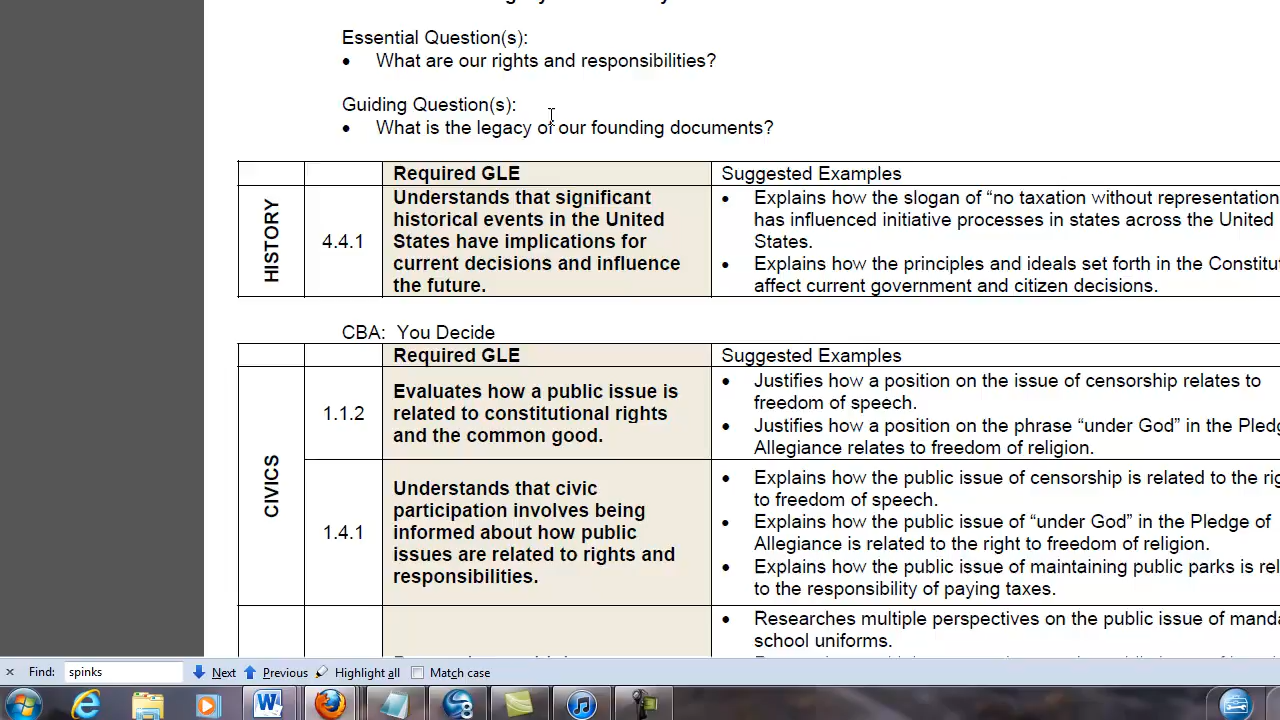 Essential Question(s):
• What are our rights and responsibilities?
Guiding Question(s):
• What is the legacy of our founding documents?
Required GLE
Suggested Examples
HISTORY
4.4.1
Understands that significant
historical events in the United
States have implications for
current decisions and influence
the future.
• Explains how the slogan of “no taxation without representation
has influenced initiative processes in states across the United
States.
• Explains how the principles and ideals set forth in the Constitut
affect current government and citizen decisions.
CBA: You Decide
Required GLE
Suggested Examples
CIVICS
1.1.2
Evaluates how a public issue is
related to constitutional rights
and the common good.
• Justifies how a position on the issue of censorship relates to
freedom of speech.
• Justifies how a position on the phrase “under God” in the Pledg
Allegiance relates to freedom of religion.
1.4.1
Understands that civic
participation involves being
informed about how public
issues are related to rights and
responsibilities.
• Explains how the public issue of censorship is related to the rig
to freedom of speech.
• Explains how the public issue of “under God” in the Pledge of
Allegiance is related to the right to freedom of religion.
• Explains how the public issue of maintaining public parks is rel
to the responsibility of paying taxes.
• Researches multiple perspectives on the public issue of manda
school uniforms.
Find: spinks Next Previous Highlight all Match case